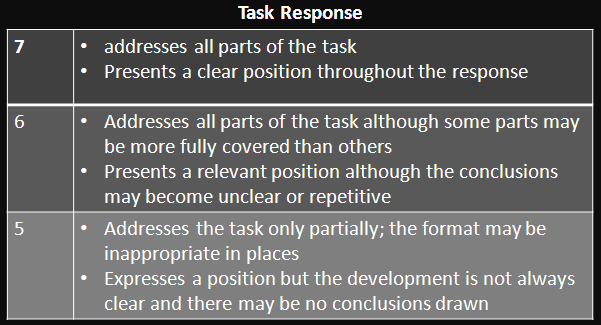 Task Response
7
• addresses all parts of the task
• Presents a clear position throughout the response
6
• Addresses all parts of the task although some parts may
be more fully covered than others
• Presents a relevant position although the conclusions
may become unclear or repetitive
5
• Addresses the task only partially; the format may be
inappropriate in places
• Expresses a position but the development is not always
clear and there may be no conclusions drawn